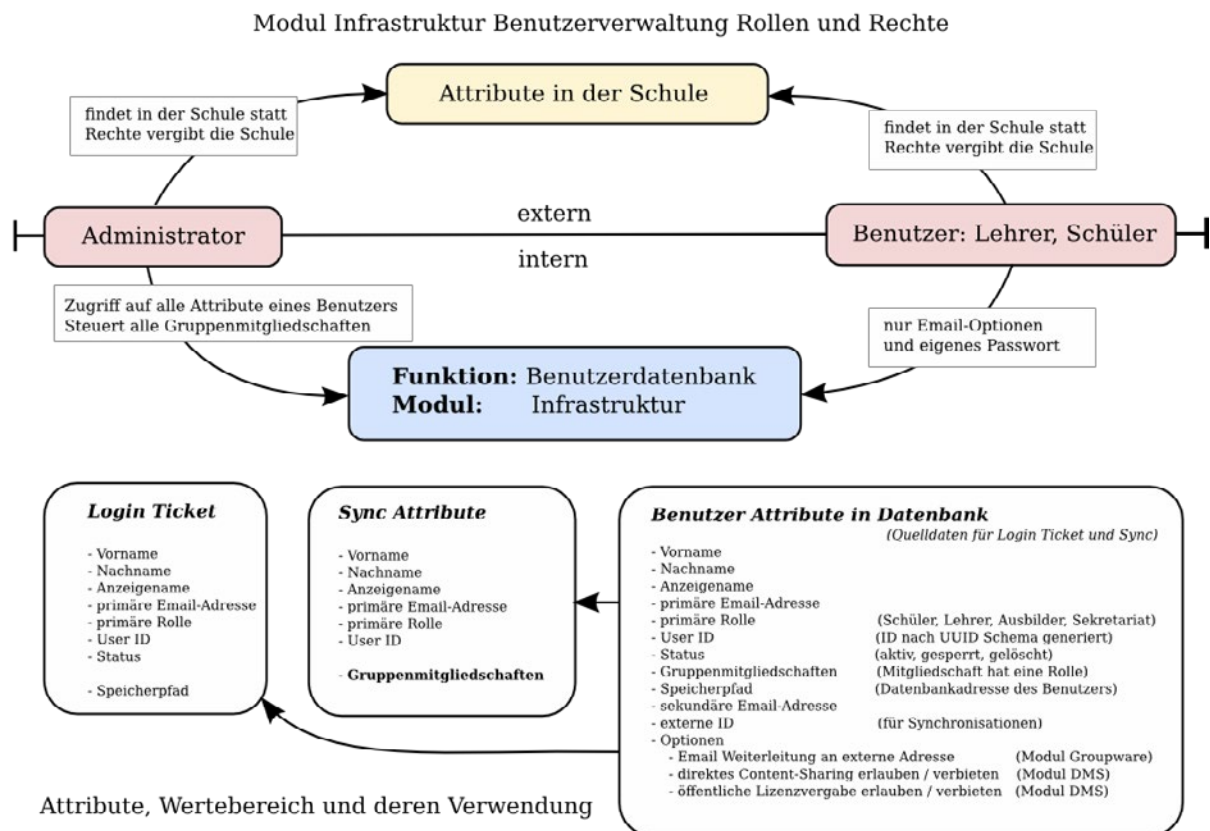 Modul Infrastruktur Benutzerverwaltung Rollen und Rechte
Attribute in der Schule
findet in der Schule statt
Rechte vergibt die Schule
findet in der Schule statt
Rechte vergibt die Schule
Administrator
extern
intern
Benutzer: Lehrer, Schüler
Zugriff auf alle Attribute eines Benutzers
Steuert alle Gruppenmitgliedschaften
nur Email-Optionen
und eigenes Passwort
Funktion: Benutzerdatenbank
Modul: Infrastruktur
Login Ticket
- Vorname
- Nachname
- Anzeigename
- primäre Email-Adresse
- primäre Rolle
- User ID
- Status
- Speicherpfad
Sync Attribute
- Vorname
- Nachname
- Anzeigename
- primäre Email-Adresse
- primäre Rolle
- User ID
- Gruppenmitgliedschaften
Benutzer Attribute in Datenbank
(Quelldaten für Login Ticket und Sync)
- Vorname
- Nachname
- Anzeigename
- primäre Email-Adresse
- primäre Rolle (Schüler, Lehrer, Ausbilder, Sekretariat)
- User ID (ID nach UUID Schema generiert)
- Status (aktiv, gesperrt, gelöscht)
- Gruppenmitgliedschaften (Mitgliedschaft hat eine Rolle)
- Speicherpfad (Datenbankadresse des Benutzers)
- sekundäre Email-Adresse
- externe ID (für Synchronisationen)
- Optionen
- Email Weiterleitung an externe Adresse (Modul Groupware)
- direktes Content-Sharing erlauben / verbieten (Modul DMS)
- öffentliche Lizenzvergabe erlauben / verbieten (Modul DMS)
Attribute, Wertebereich und deren Verwendung